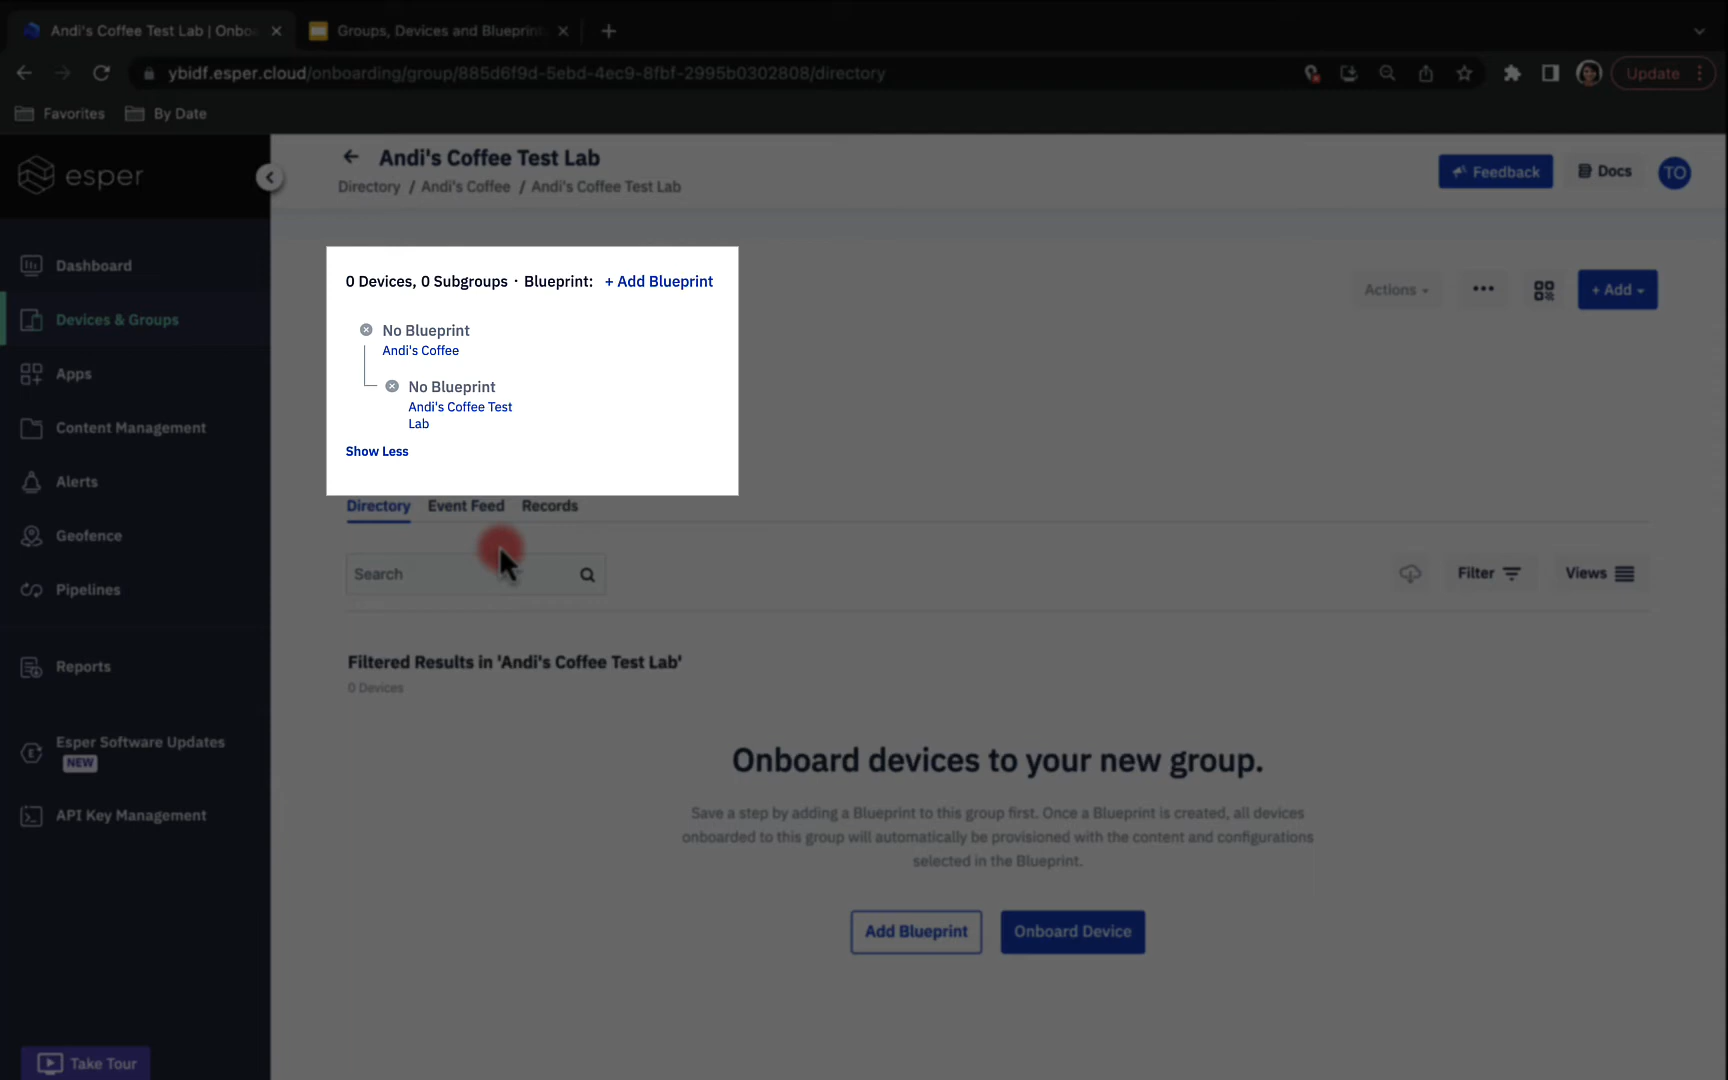 Andi's Coffee Test Lab | Onbo
Groups, Devices and Blueprint
ybidf.esper.cloud/onboarding/group/885d6f9d-5ebd-4ec9-8fbf-2995b0302808/directory
Update
Favorites
By Date
esper
Andi's Coffee Test Lab
Directory / Andi's Coffee / Andi's Coffee Test Lab
Feedback
Docs
TO
Dashboard
Devices & Groups
Apps
Content Management
Alerts
Geofence
Pipelines
Reports
Esper Software Updates
NEW
API Key Management
Take Tour
0 Devices, 0 Subgroups · Blueprint: + Add Blueprint
Actions
+ Add
No Blueprint
Andi's Coffee
No Blueprint
Andi's Coffee Test
Lab
Show Less
Directory Event Feed Records
Search
Filter
Views
Filtered Results in 'Andi's Coffee Test Lab'
0 Devices
Onboard devices to your new group.
Save a step by adding a Blueprint to this group first. Once a Blueprint is created, all devices
onboarded to this group will automatically be provisioned with the content and configurations
selected in the Blueprint.
Add Blueprint
Onboard Device